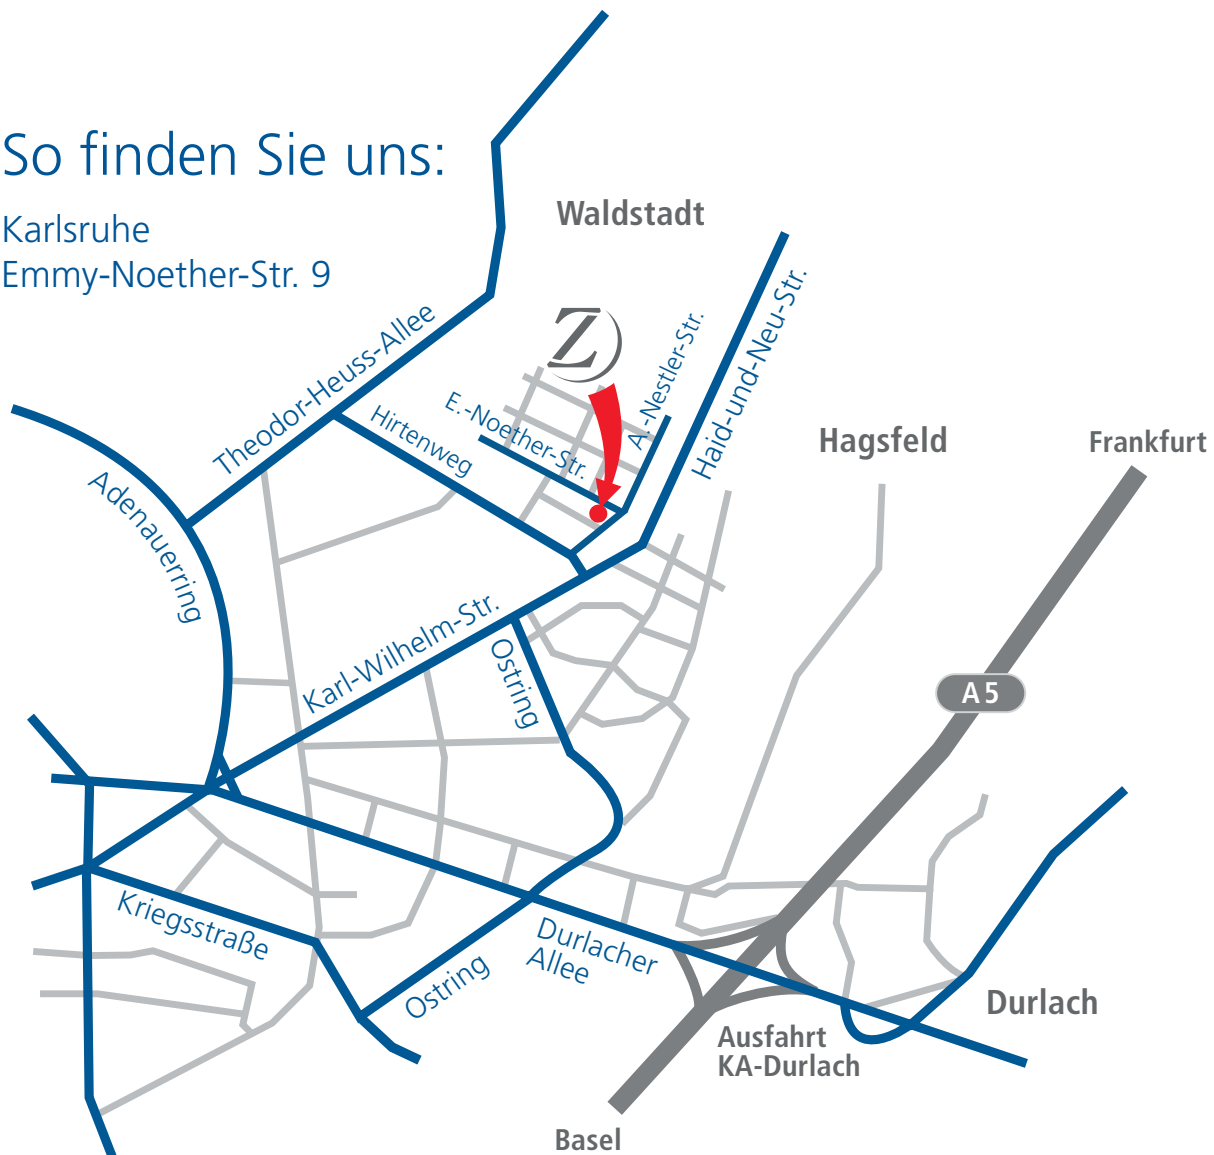 So finden Sie uns:
Karlsruhe
Emmy-Noether-Str. 9
Waldstadt
Z
Theodor-Heuss-Allee
Hirtenweg
E.-Noether-Str.
A.-Nestler-Str.
Haid-und-Neu-Str.
Hagsfeld
Frankfurt
Adenauerring
Karl-Wilhelm-Str.
Ostring
A 5
Kriegsstraße
Ostring
Durlacher
Allee
Durlach
Ausfahrt
KA-Durlach
Basel